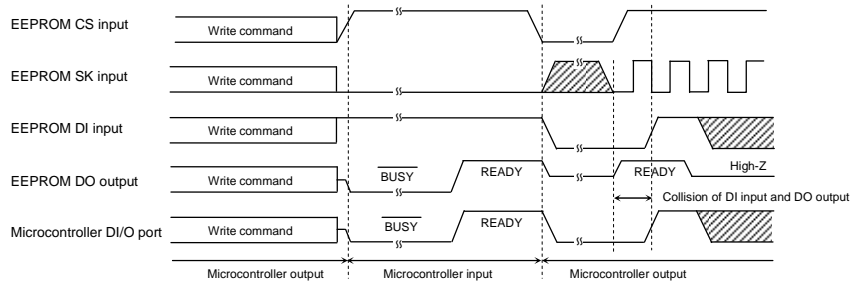 EEPROM CS input
Write command
EEPROM SK input
Write command
EEPROM DI input
Write command
EEPROM DO output
Write command
BUSY
READY
READY
High-Z
Collision of DI input and DO output
Microcontroller DI/O port
Write command
BUSY
READY
Microcontroller output
Microcontroller input
Microcontroller output